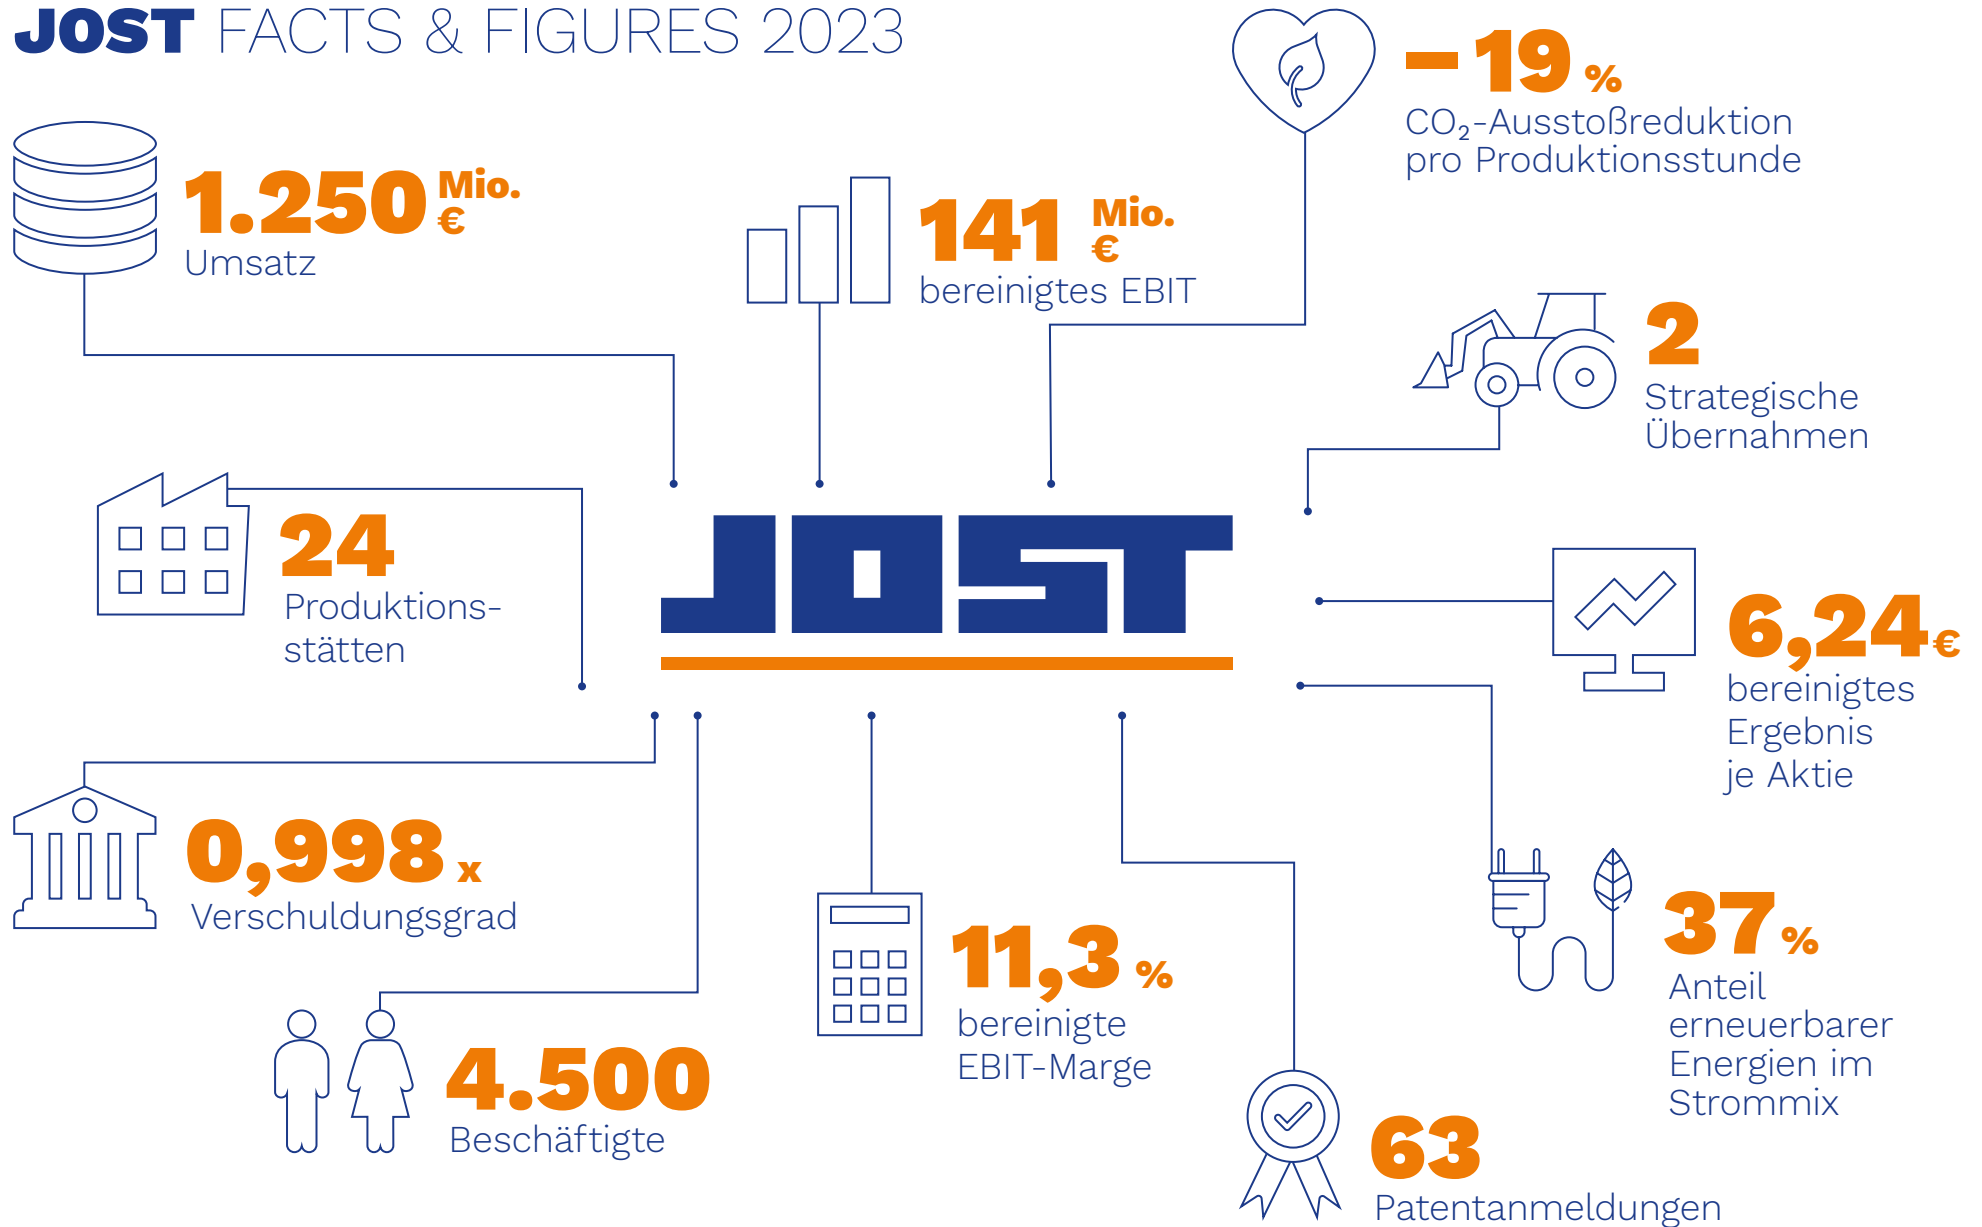 JOST FACTS & FIGURES 2023
1.250 Mio. €
Umsatz
141 Mio. €
bereinigtes EBIT
– 19 %
CO₂-Ausstoßreduktion
pro Produktionsstunde
2
Strategische
Übernahmen
24
Produktions-
stätten
JOST
6,24 €
bereinigtes
Ergebnis
je Aktie
0,998 x
Verschuldungsgrad
11,3 %
bereinigte
EBIT-Marge
37 %
Anteil
erneuerbarer
Energien im
Strommix
4.500
Beschäftigte
63
Patentanmeldungen